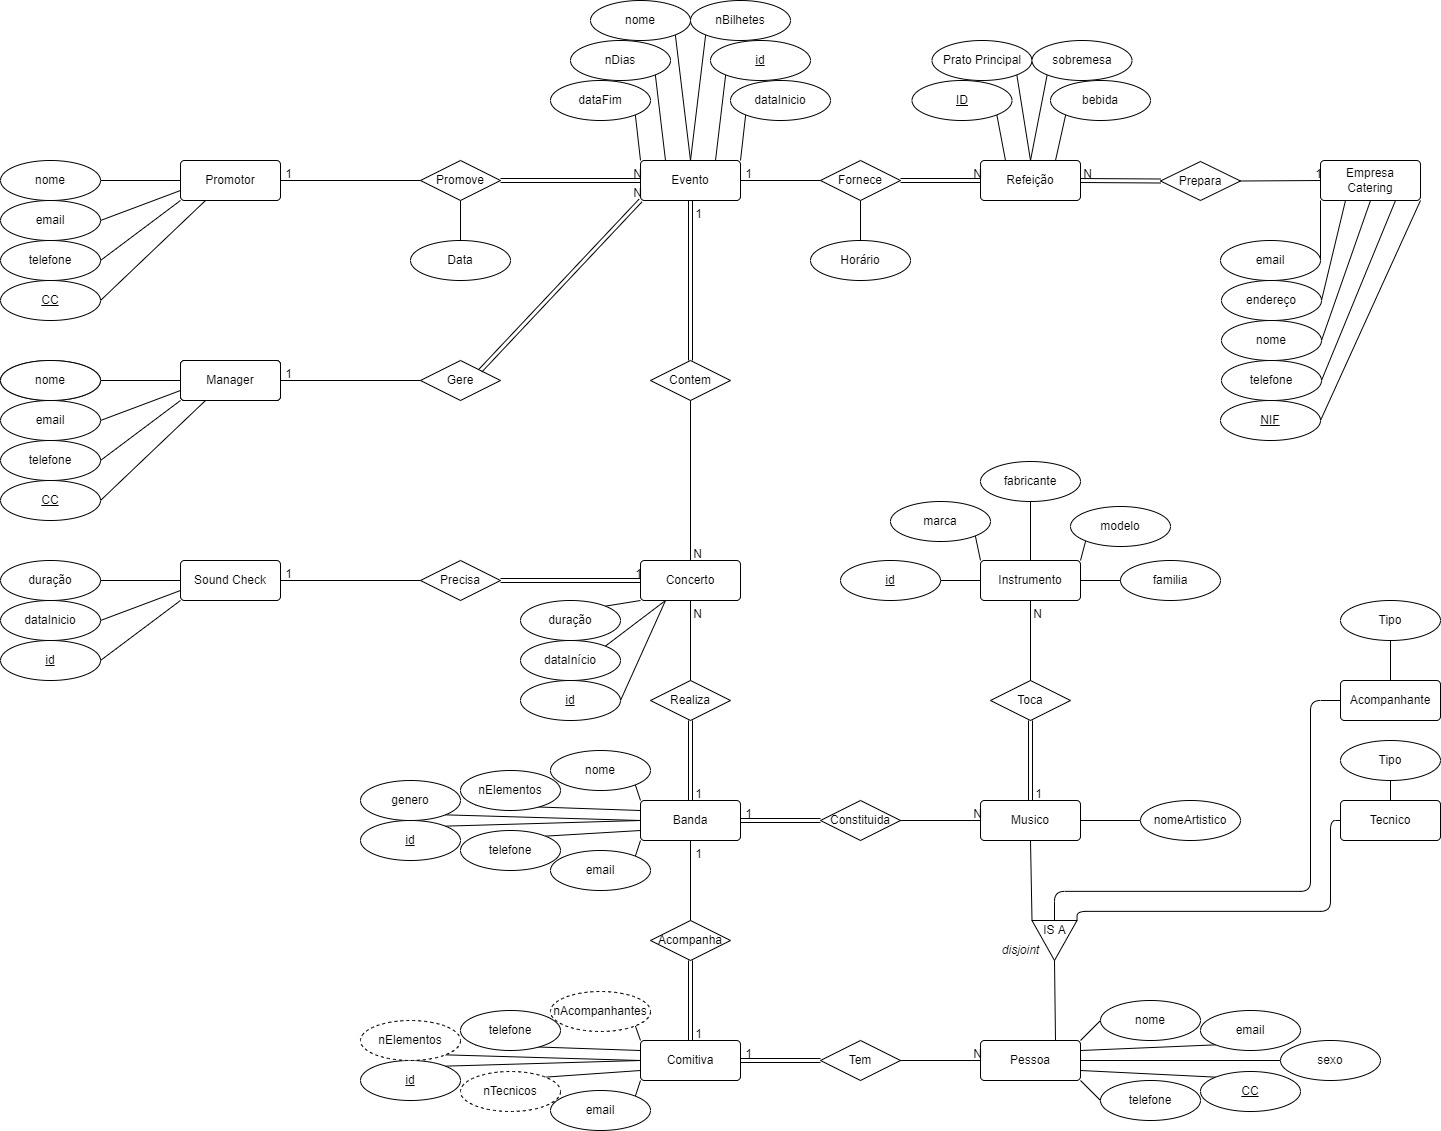 nome
nBilhetes
nDias
id
Prato Principal
sobremesa
dataFim
dataInicio
ID
bebida
nome
Promotor
1
Promove
N
Evento
1
Fornece
N
Refeição
N
Prepara
1
Empresa
Catering
N
email
1
telefone
Data
Horário
email
CC
endereço
nome
nome
Manager
1
Gere
Contem
telefone
email
NIF
telefone
fabricante
CC
marca
modelo
N
duração
Sound Check
1
Precisa
1
Concerto
id
Instrumento
familia
dataInicio
duração
N
N
Tipo
id
dataInício
id
Realiza
Toca
Acompanhante
nome
Tipo
nElementos
genero
1
1
Banda
1
Constituida
N
Musico
nomeArtistico
Tecnico
id
telefone
1
email
Acompanha
IS A
disjoint
nAcompanhantes
nome
telefone
email
nElementos
1
Comitiva
1
Tem
N
Pessoa
sexo
id
nTecnicos
CC
email
telefone